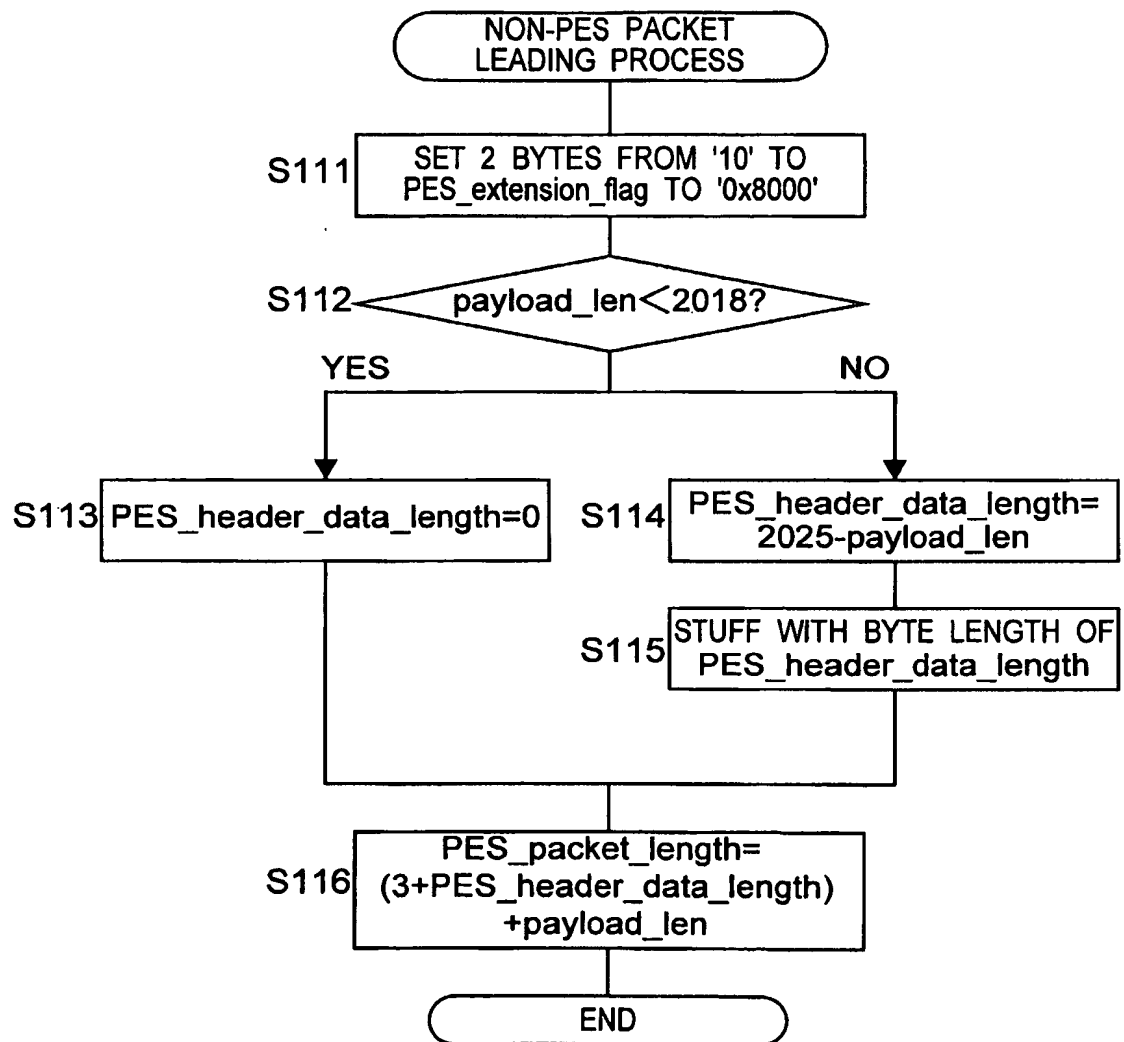 NON-PES PACKET
LEADING PROCESS
S111
SET 2 BYTES FROM '10' TO
PES_extension_flag TO '0x8000'
S112
payload_len<2018?
YES
NO
S113
PES_header_data_length=0
S114
PES_header_data_length=
2025-payload_len
S115
STUFF WITH BYTE LENGTH OF
PES_header_data_length
S116
PES_packet_length=
(3+PES_header_data_length)
+payload_len
END